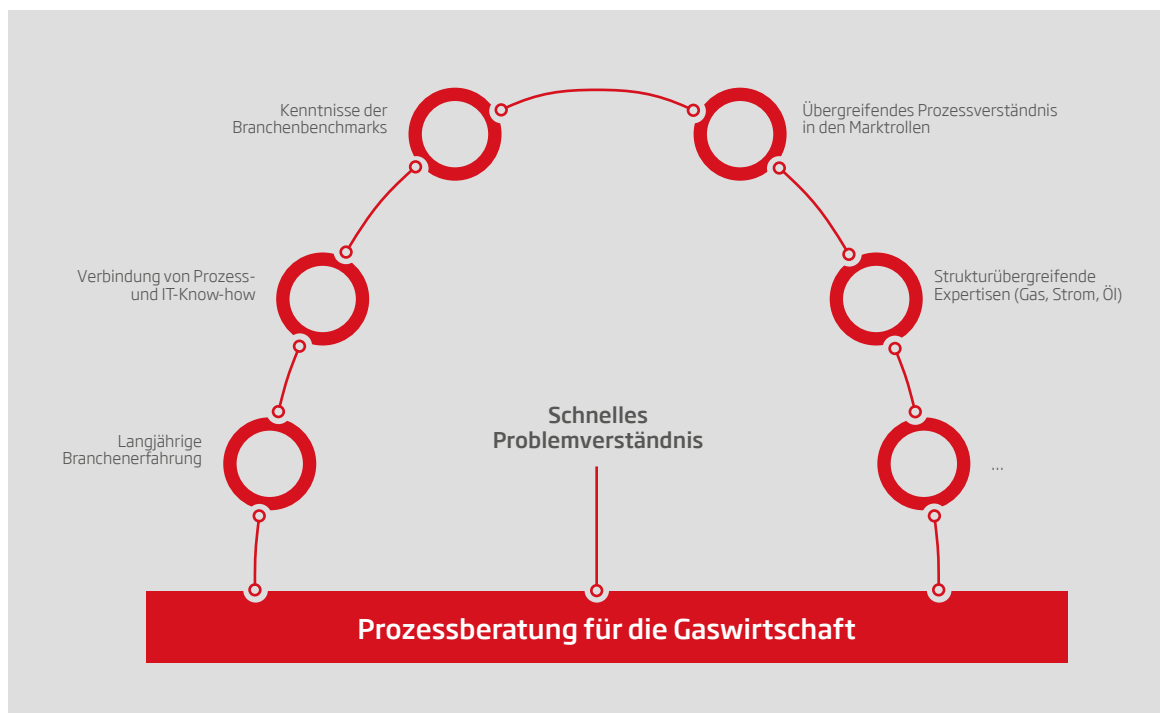 Kenntnisse der
Branchenbenchmarks
Übergreifendes Prozessverständnis
in den Marktrollen
Verbindung von Prozess-
und IT-Know-how
Strukturübergreifende
Expertisen (Gas, Strom, Öl)
Schnelles
Problemverständnis
Langjährige
Branchenerfahrung
...
Prozessberatung für die Gaswirtschaft